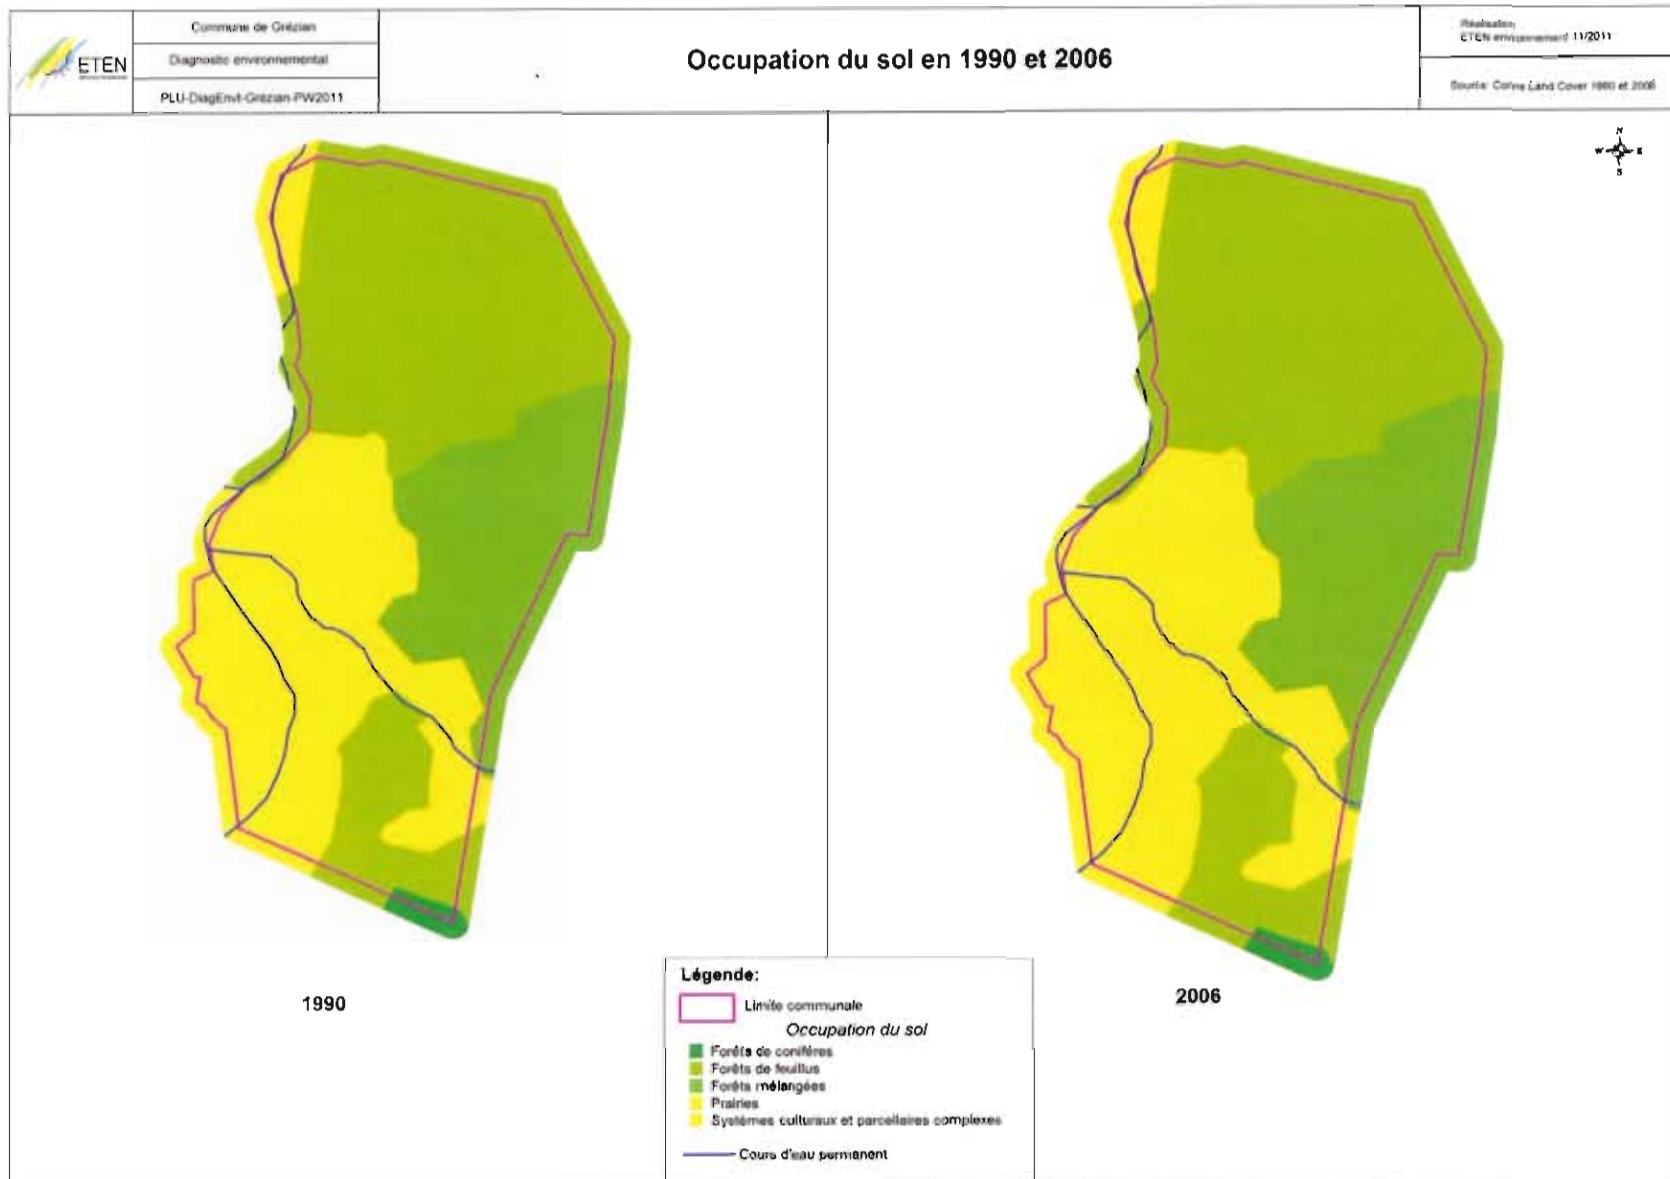 ETEN
Commune de Grézian
Diagnostic environnemental
PLU-DiagEnvt-Grézian-PW2011
Occupation du sol en 1990 et 2006
Réalisation:
ETEN environnement 11/2011
Source: Corine Land Cover 1990 et 2006
N
W E
S
1990
2006
Légende:
Limite communale
Occupation du sol
Forêts de conifères
Forêts de feuillus
Forêts mélangées
Prairies
Systèmes culturaux et parcellaires complexes
Cours d'eau permanent